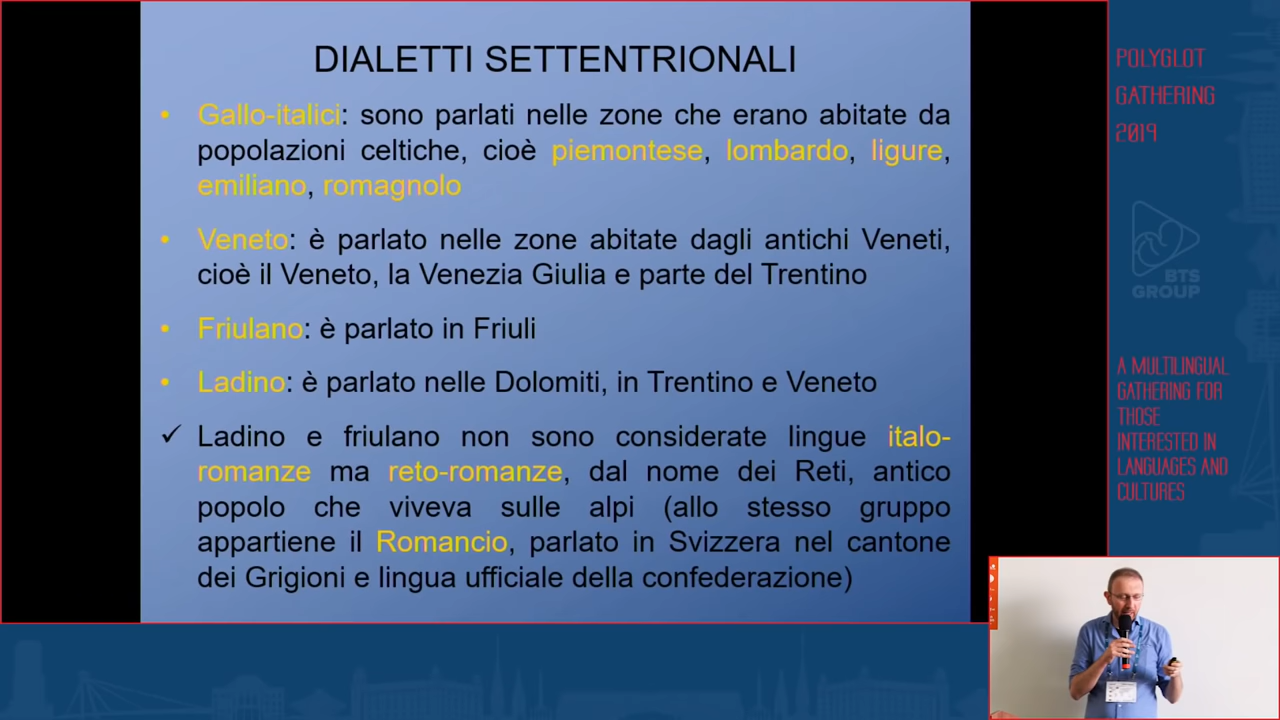 DIALETTI SETTENTRIONALI
• Gallo-italici: sono parlati nelle zone che erano abitate da
popolazioni celtiche, cioè piemontese, lombardo, ligure,
emiliano, romagnolo
• Veneto: è parlato nelle zone abitate dagli antichi Veneti,
cioè il Veneto, la Venezia Giulia e parte del Trentino
• Friulano: è parlato in Friuli
• Ladino: è parlato nelle Dolomiti, in Trentino e Veneto
✓ Ladino e friulano non sono considerate lingue italo-
romanze ma reto-romanze, dal nome dei Reti, antico
popolo che viveva sulle alpi (allo stesso gruppo
appartiene il Romancio, parlato in Svizzera nel cantone
dei Grigioni e lingua ufficiale della confederazione)
POLYGLOT
GATHERING
2019
BTS
GROUP
A MULTILINGUAL
GATHERING FOR
THOSE
INTERESTED IN
LANGUAGES AND
CULTURES